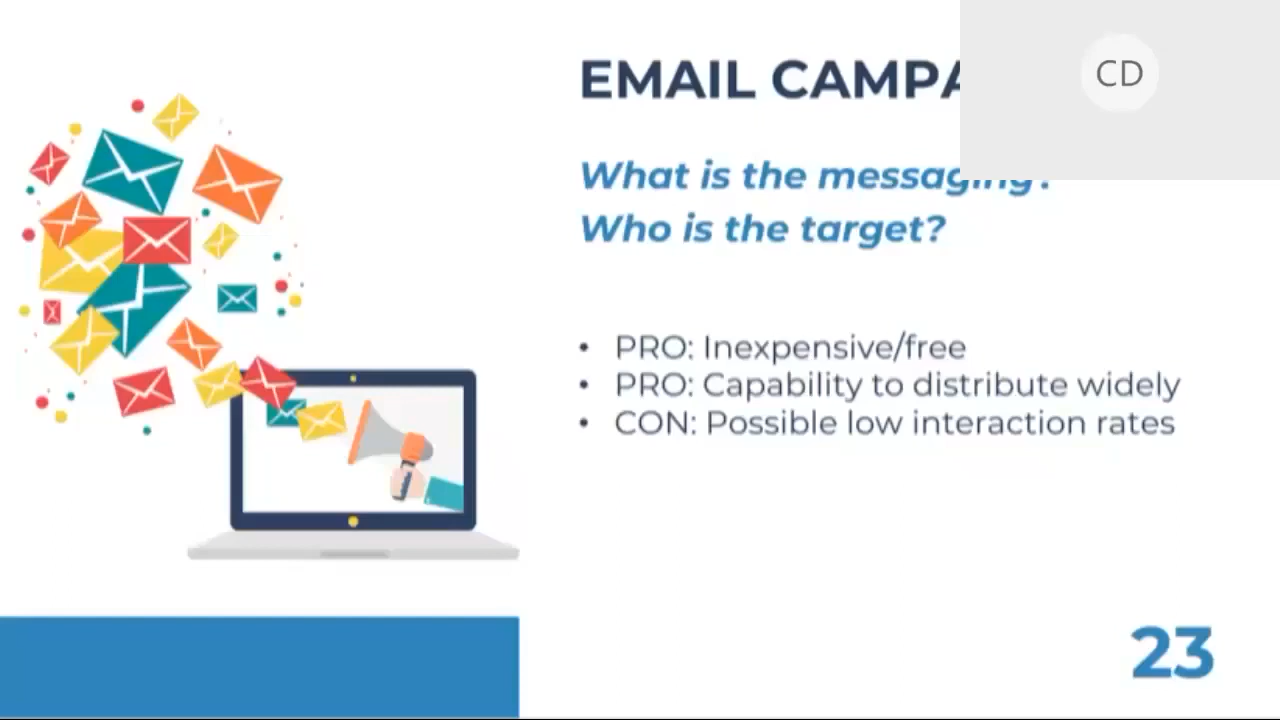 EMAIL CAMPA
CD
What is the messaging?
Who is the target?
• PRO: Inexpensive/free
• PRO: Capability to distribute widely
• CON: Possible low interaction rates
23